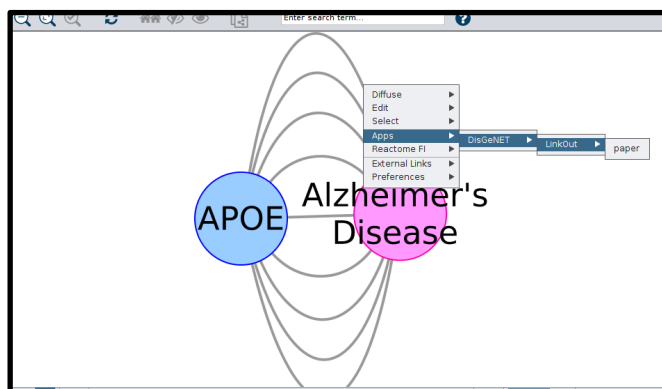 Enter search term...
?
Diffuse
Edit
Select
Apps
DisGeNET
LinkOut
paper
Reactome FI
External Links
Preferences
APOE
Alzheimer's
Disease